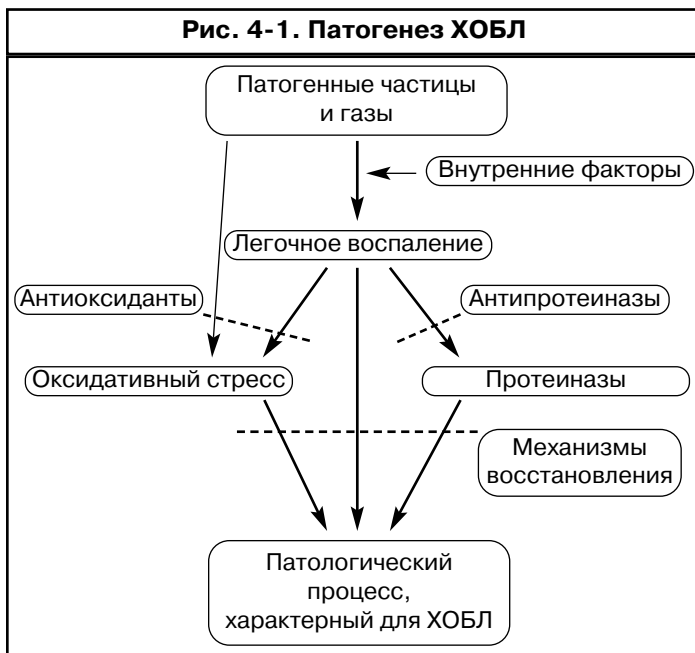 Рис. 4-1. Патогенез ХОБЛ
Патогенные частицы
и газы
Внутренние факторы
Легочное воспаление
Антиоксиданты
Антипротеиназы
Оксидативный стресс
Протеиназы
Механизмы
восстановления
Патологический
процесс,
характерный для ХОБЛ